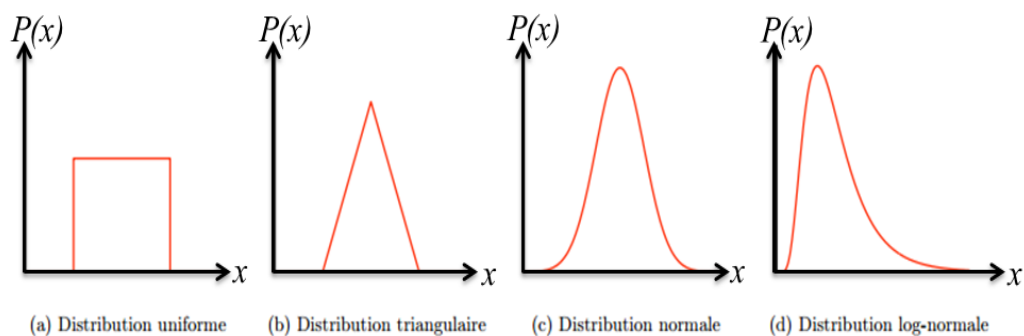 P(x) P(x) P(x) P(x)
x x x x
(a) Distribution uniforme (b) Distribution triangulaire (c) Distribution normale (d) Distribution log-normale